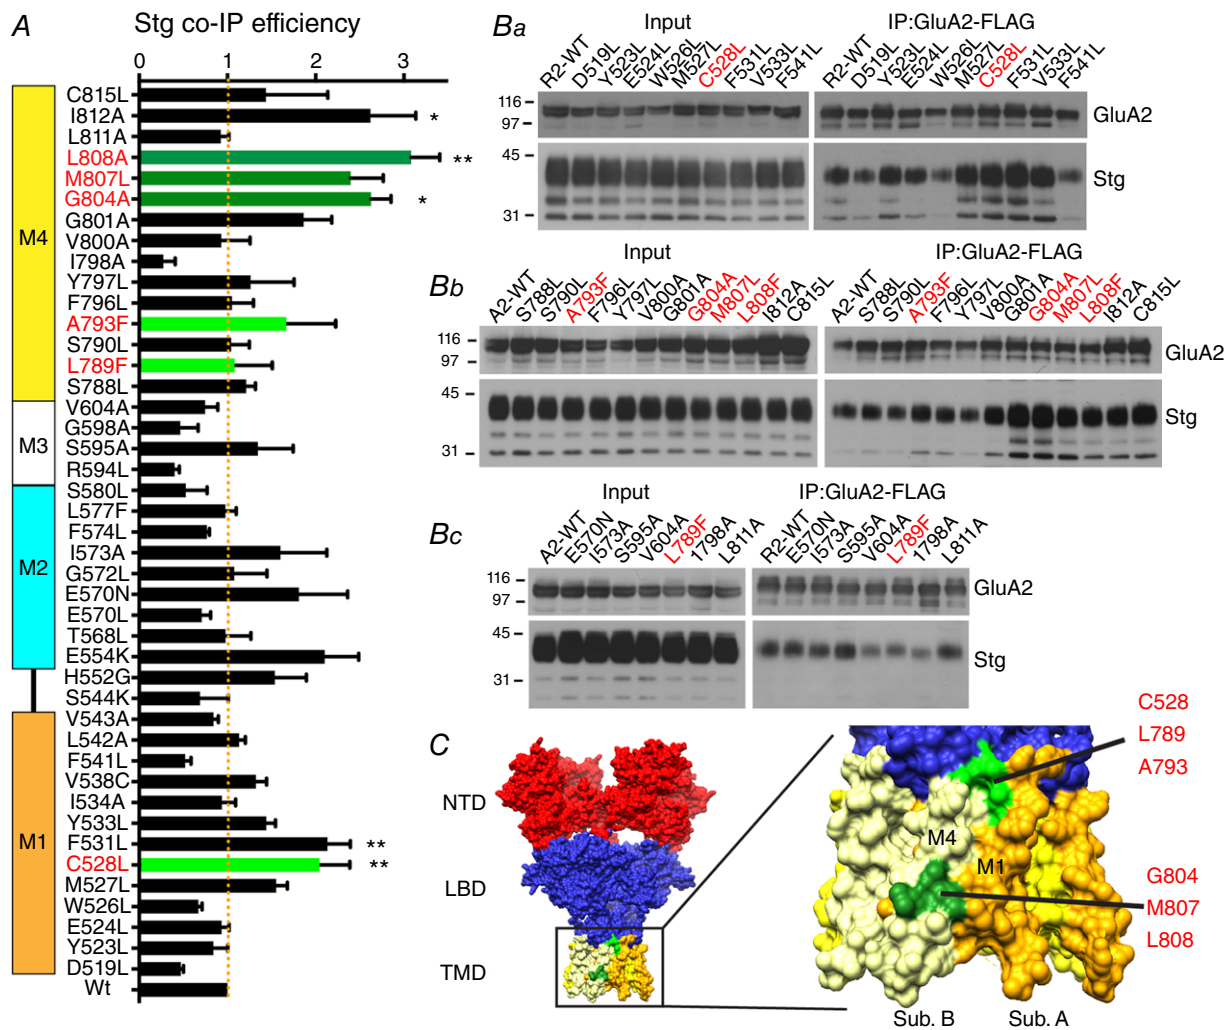 A
Stg co-IP efficiency
0 1 2 3
C815L
I812A *
L811A
L808A **
M807L
G804A *
G801A
V800A
I798A
Y797L
F796L
A793F
S790L
L789F
S788L
V604A
G598A
S595A
R594L
S580L
L577F
F574L
I573A
G572L
E570N
E570L
T568L
E554K
H552G
S544K
V543A
L542A
F541L
V538C
I534A
Y533L
F531L **
C528L **
M527L
W526L
E524L
Y523L
D519L
Wt
M4
M3
M2
M1
Ba
Input
IP:GluA2-FLAG
R2-WT D519L Y523L E524L W526L M527L C528L F531L V533L F541L
R2-WT D519L Y523L E524L W526L M527L C528L F531L V533L F541L
116
97
GluA2
45
31
Stg
Bb
Input
IP:GluA2-FLAG
A2-WT S788L S790L A793F F796L Y797L V800A G801A G804A M807L L808F I812A C815L
A2-WT S788L S790L A793F F796L Y797L V800A G801A G804A M807L L808F I812A C815L
116
97
GluA2
45
31
Stg
Bc
Input
IP:GluA2-FLAG
A2-WT E570N I573A S595A V604A L789F 1798A L811A
R2-WT E570N I573A S595A V604A L789F 1798A L811A
116
97
GluA2
45
31
Stg
C
NTD
LBD
TMD
M4
M1
C528
L789
A793
G804
M807
L808
Sub. B
Sub. A